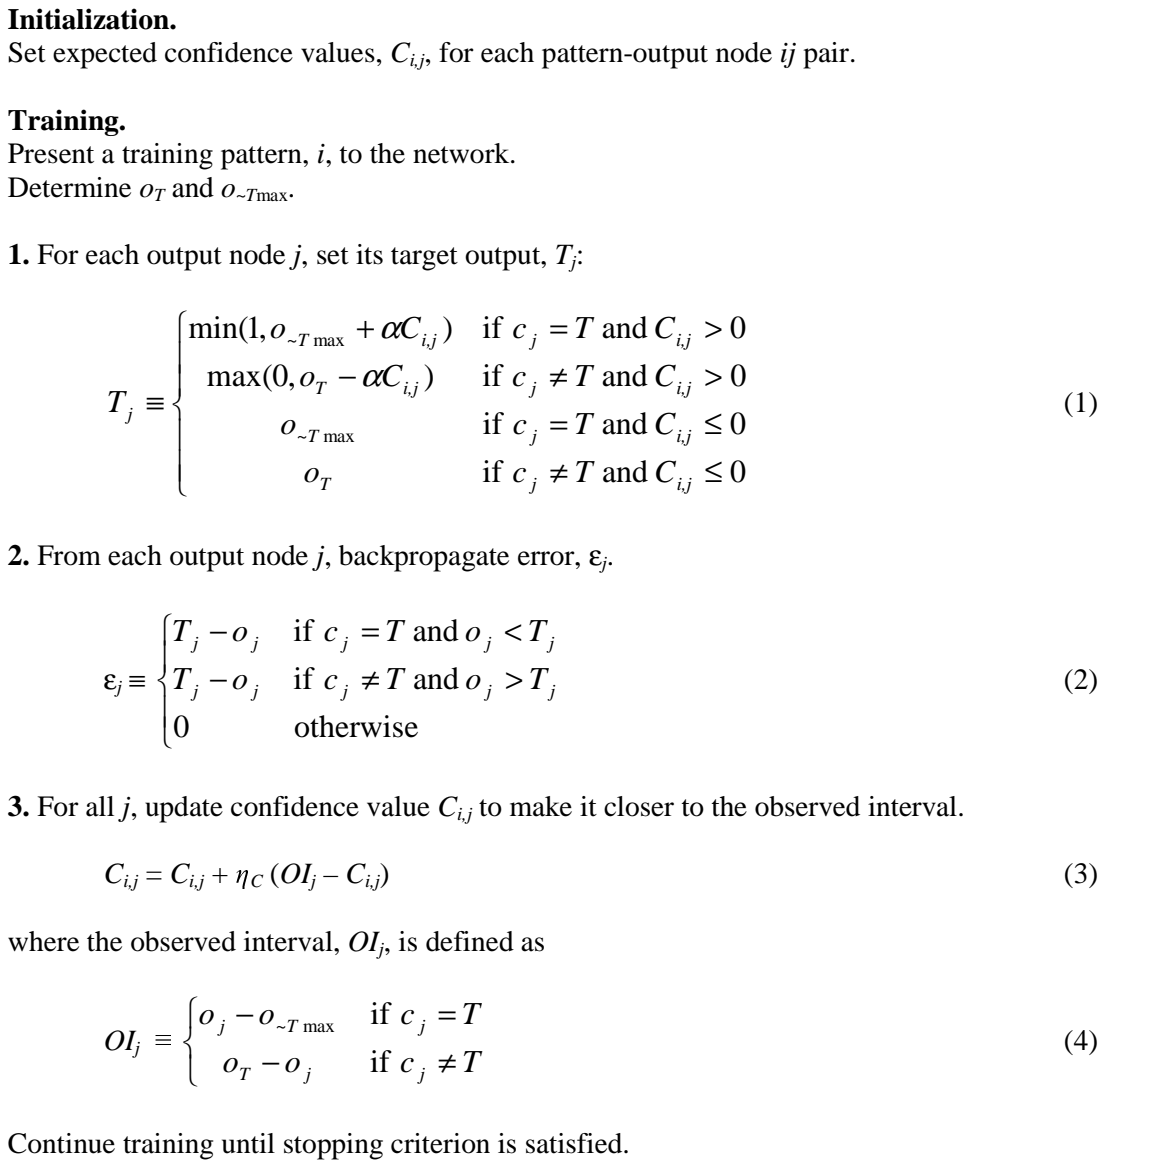 Initialization.
Set expected confidence values, C_{i,j}, for each pattern-output node ij pair.
Training.
Present a training pattern, i, to the network.
Determine o_T and o_{~Tmax}.
1. For each output node j, set its target output, T_j:
T_j ≡ { min(1, o_{~T max} + αC_{i,j}) if c_j = T and C_{i,j} > 0
max(0, o_T − αC_{i,j}) if c_j ≠ T and C_{i,j} > 0
o_{~T max} if c_j = T and C_{i,j} ≤ 0
o_T if c_j ≠ T and C_{i,j} ≤ 0 (1)
2. From each output node j, backpropagate error, ε_j.
ε_j ≡ { T_j − o_j if c_j = T and o_j < T_j
T_j − o_j if c_j ≠ T and o_j > T_j
0 otherwise (2)
3. For all j, update confidence value C_{i,j} to make it closer to the observed interval.
C_{i,j} = C_{i,j} + η_C (OI_j – C_{i,j}) (3)
where the observed interval, OI_j, is defined as
OI_j ≡ { o_j − o_{~T max} if c_j = T
o_T − o_j if c_j ≠ T (4)
Continue training until stopping criterion is satisfied.